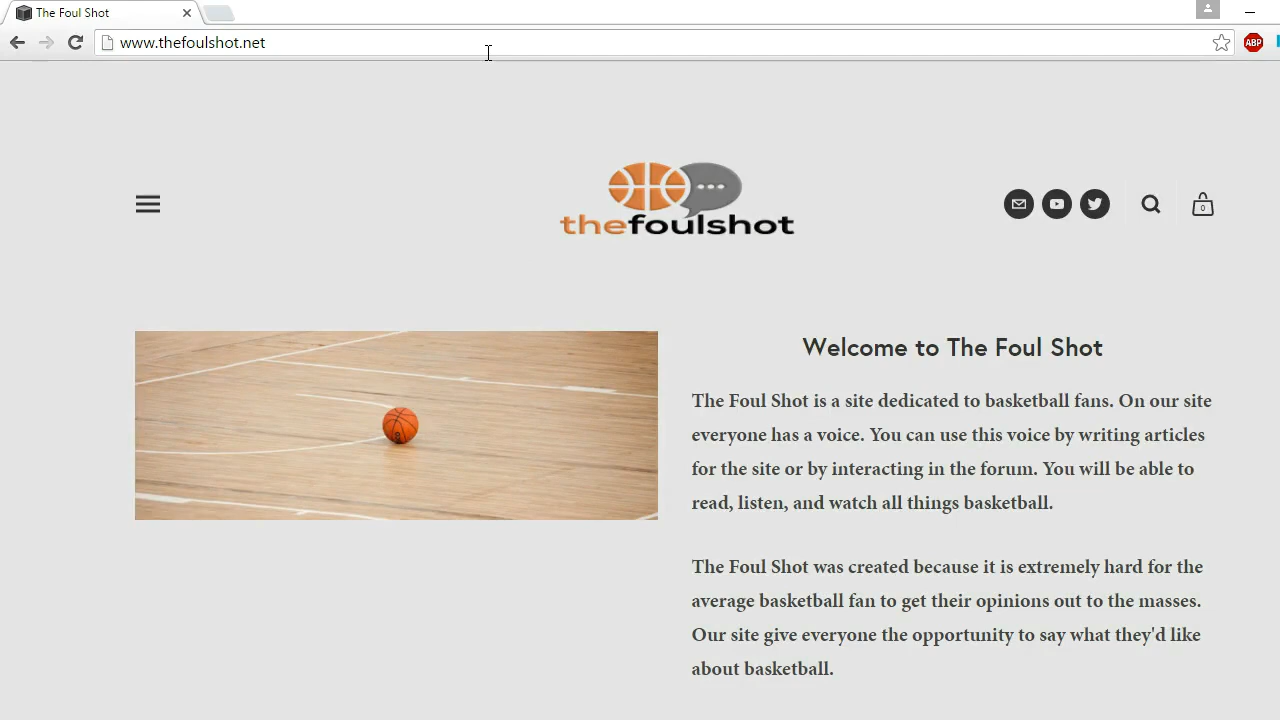 The Foul Shot
www.thefoulshot.net
ABP
thefoulshot
0
Welcome to The Foul Shot
The Foul Shot is a site dedicated to basketball fans. On our site
everyone has a voice. You can use this voice by writing articles
for the site or by interacting in the forum. You will be able to
read, listen, and watch all things basketball.
The Foul Shot was created because it is extremely hard for the
average basketball fan to get their opinions out to the masses.
Our site give everyone the opportunity to say what they'd like
about basketball.